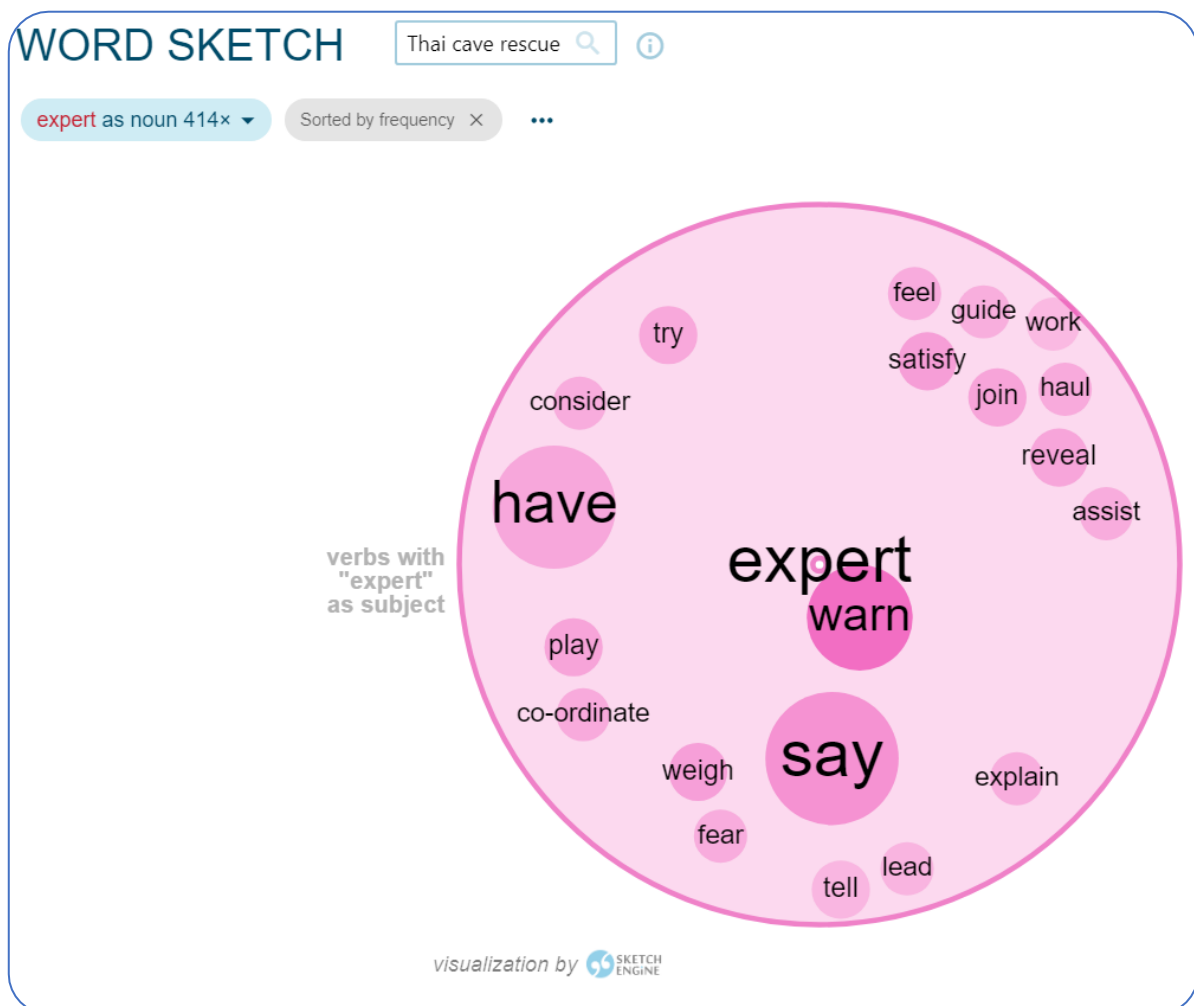 WORD SKETCH
Thai cave rescue
expert as noun 414×
Sorted by frequency ×
feel
guide
work
try
satisfy
join
haul
consider
reveal
have
assist
verbs with
"expert"
as subject
expert
warn
play
co-ordinate
say
weigh
explain
fear
lead
tell
visualization by SKETCH
ENGINE